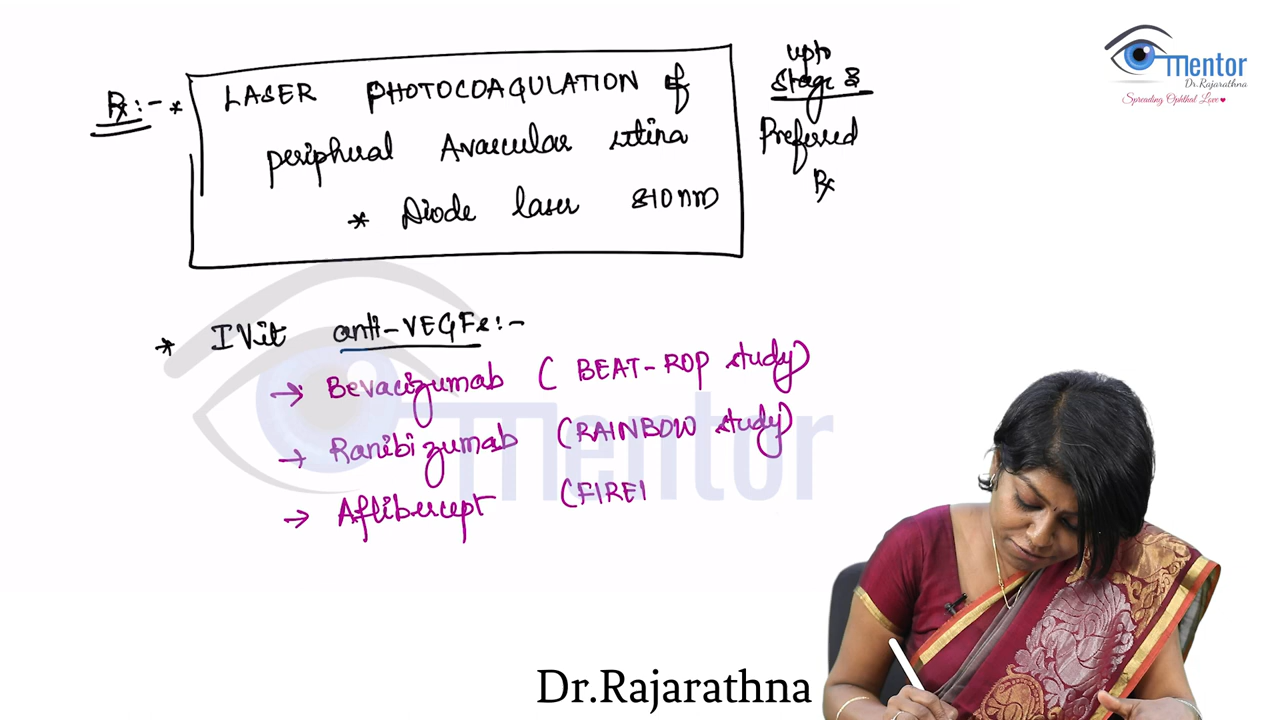 Rx:- * LASER PHOTOCOAGULATION of
peripheral Avascular retina
* Diode laser 810nm
upto
stage 3
Preferred
Rx
* IVit anti-VEGFs:-
→ Bevacizumab ( BEAT-ROP study)
→ Ranibizumab (RAINBOW study)
→ Aflibercept (FIREI
eye Mentor
Dr.Rajarathna
Spreading Ophthal Love
mentor
Dr.Rajarathna